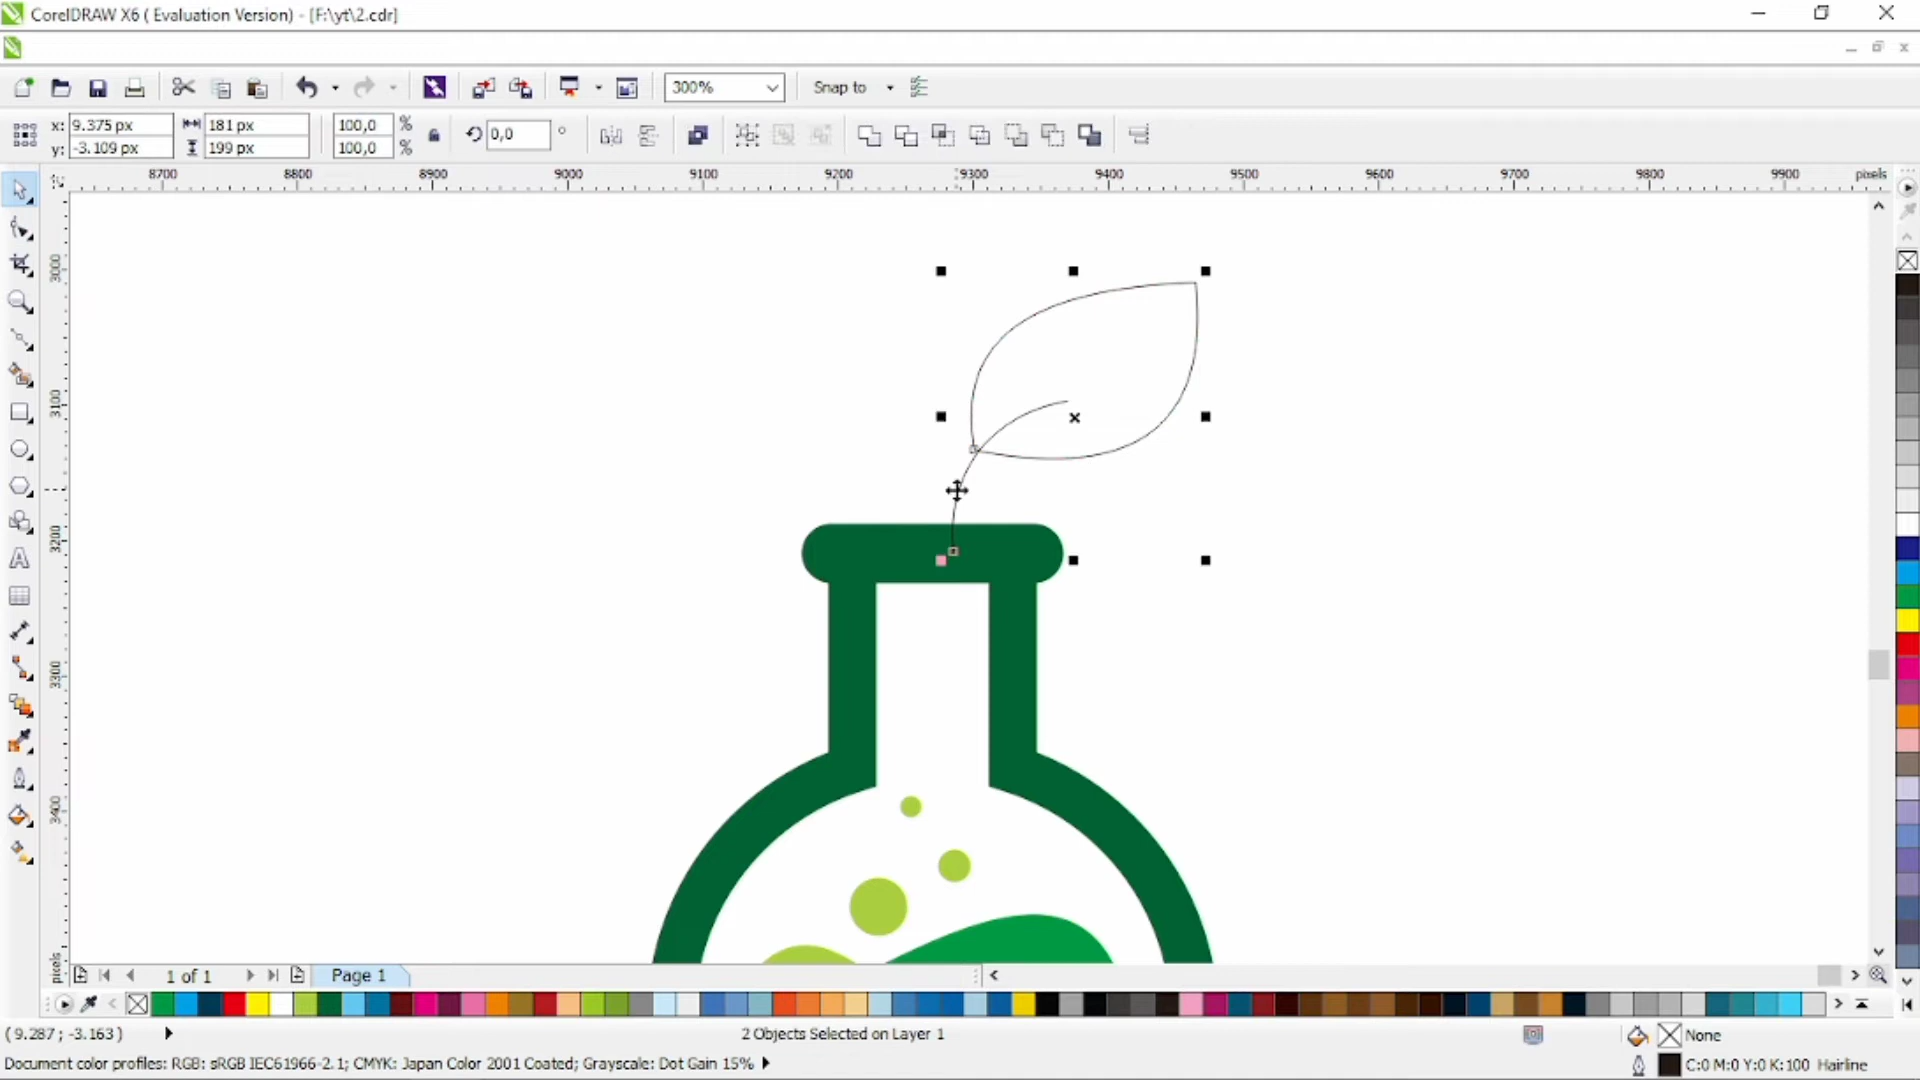 CorelDRAW X6 ( Evaluation Version) - [F:\yt\2.cdr]
300%
Snap to
x: 9.375 px
y: -3.109 px
181 px
199 px
100,0 %
100,0 %
0,0 °
8700 8800 8900 9000 9100 9200 9300 9400 9500 9600 9700 9800 9900 pixels
3000
3100
3200
3300
3400
pixels
1 of 1
Page 1
( 9.287 ; -3.163 )
2 Objects Selected on Layer 1
None
Document color profiles: RGB: sRGB IEC61966-2.1; CMYK: Japan Color 2001 Coated; Grayscale: Dot Gain 15%
C:0 M:0 Y:0 K:100 Hairline